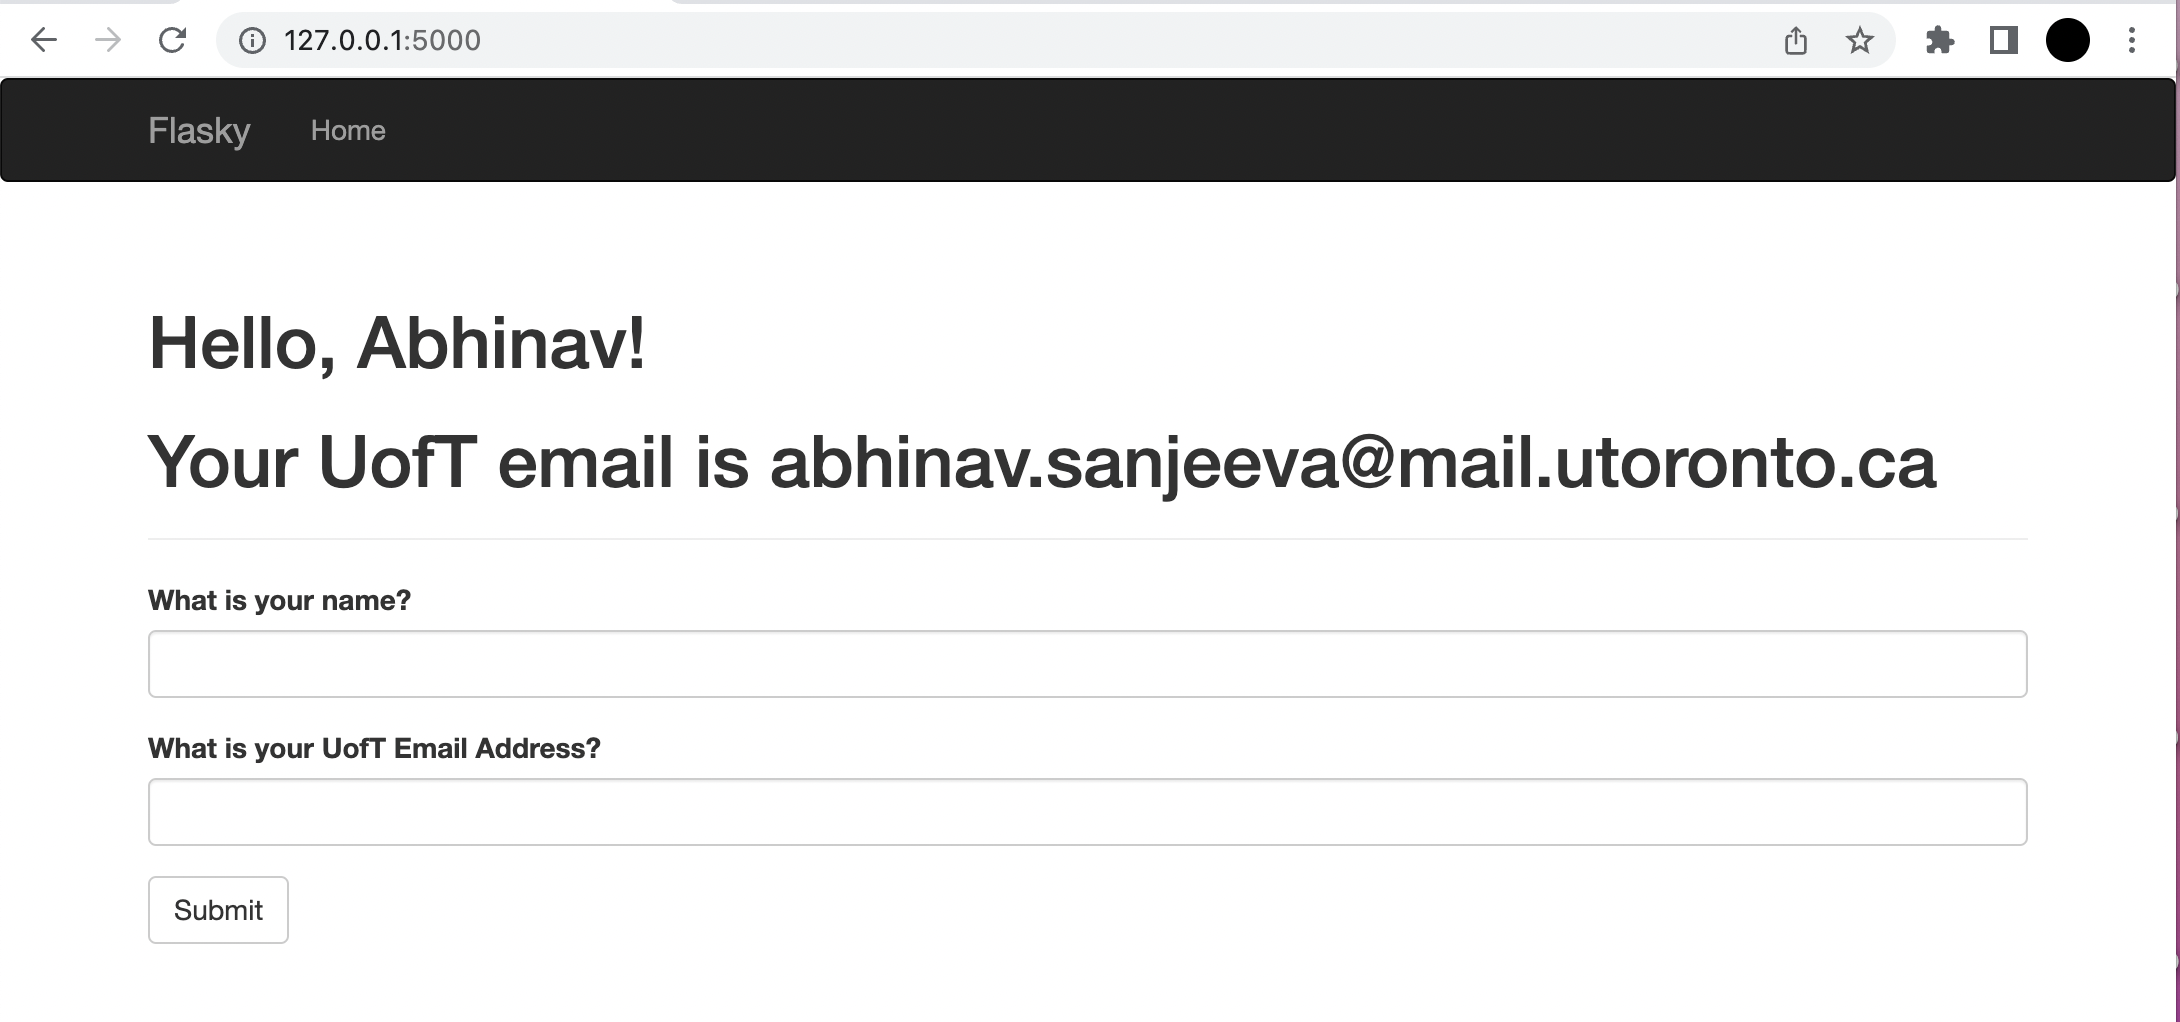 127.0.0.1:5000
Flasky Home
Hello, Abhinav!
Your UofT email is abhinav.sanjeeva@mail.utoronto.ca
What is your name?
What is your UofT Email Address?
Submit